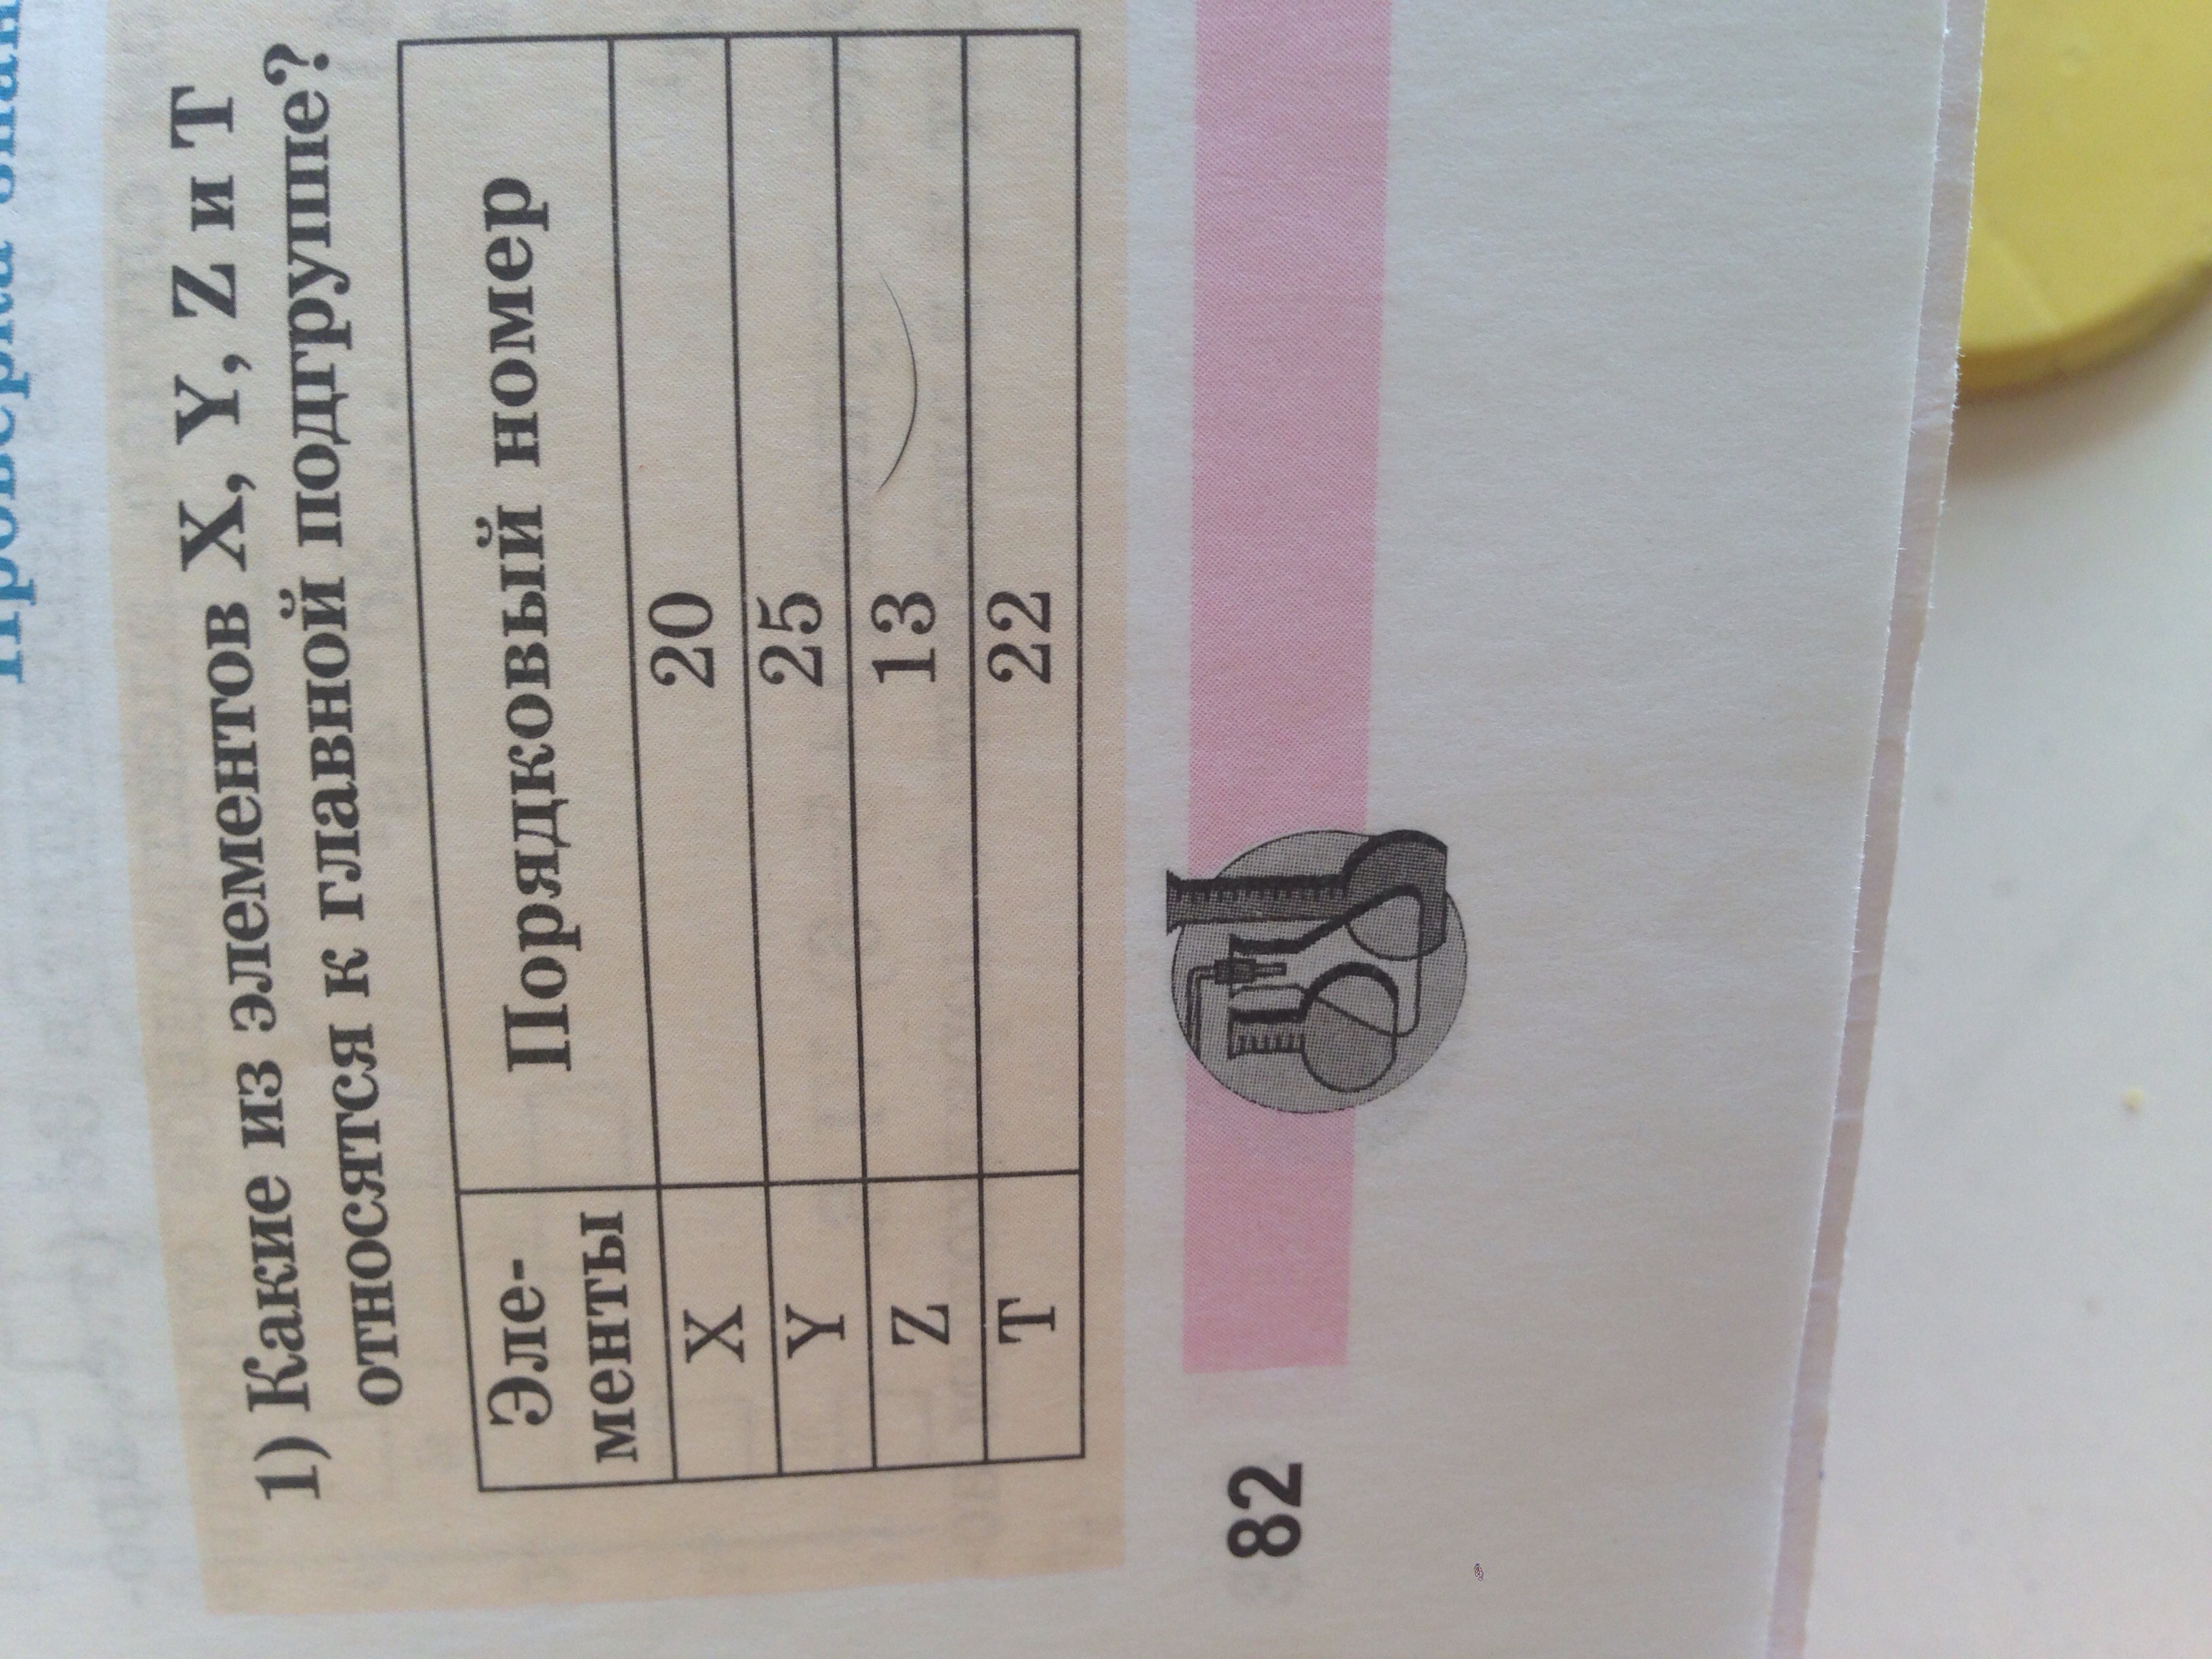 1) Какие из элементов X, Y, Z и T
относятся к главной подгруппе?
Эле-
менты
Порядковый номер
X 20
Y 25
Z 13
T 22
82